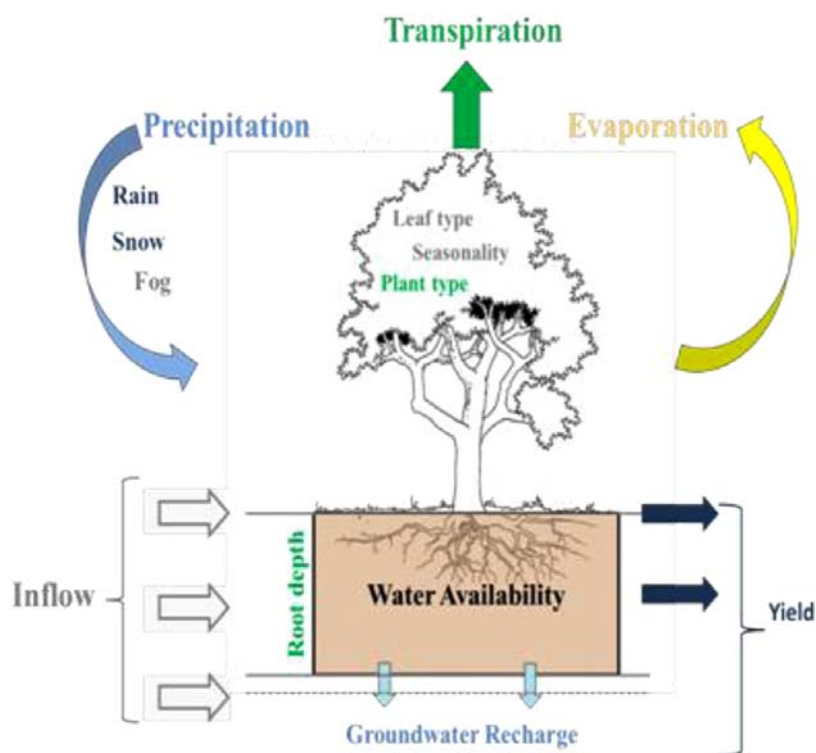 Transpiration
Precipitation
Evaporation
Rain
Snow
Fog
Leaf type
Seasonality
Plant type
Inflow
Root depth
Water Availability
Yield
Groundwater Recharge